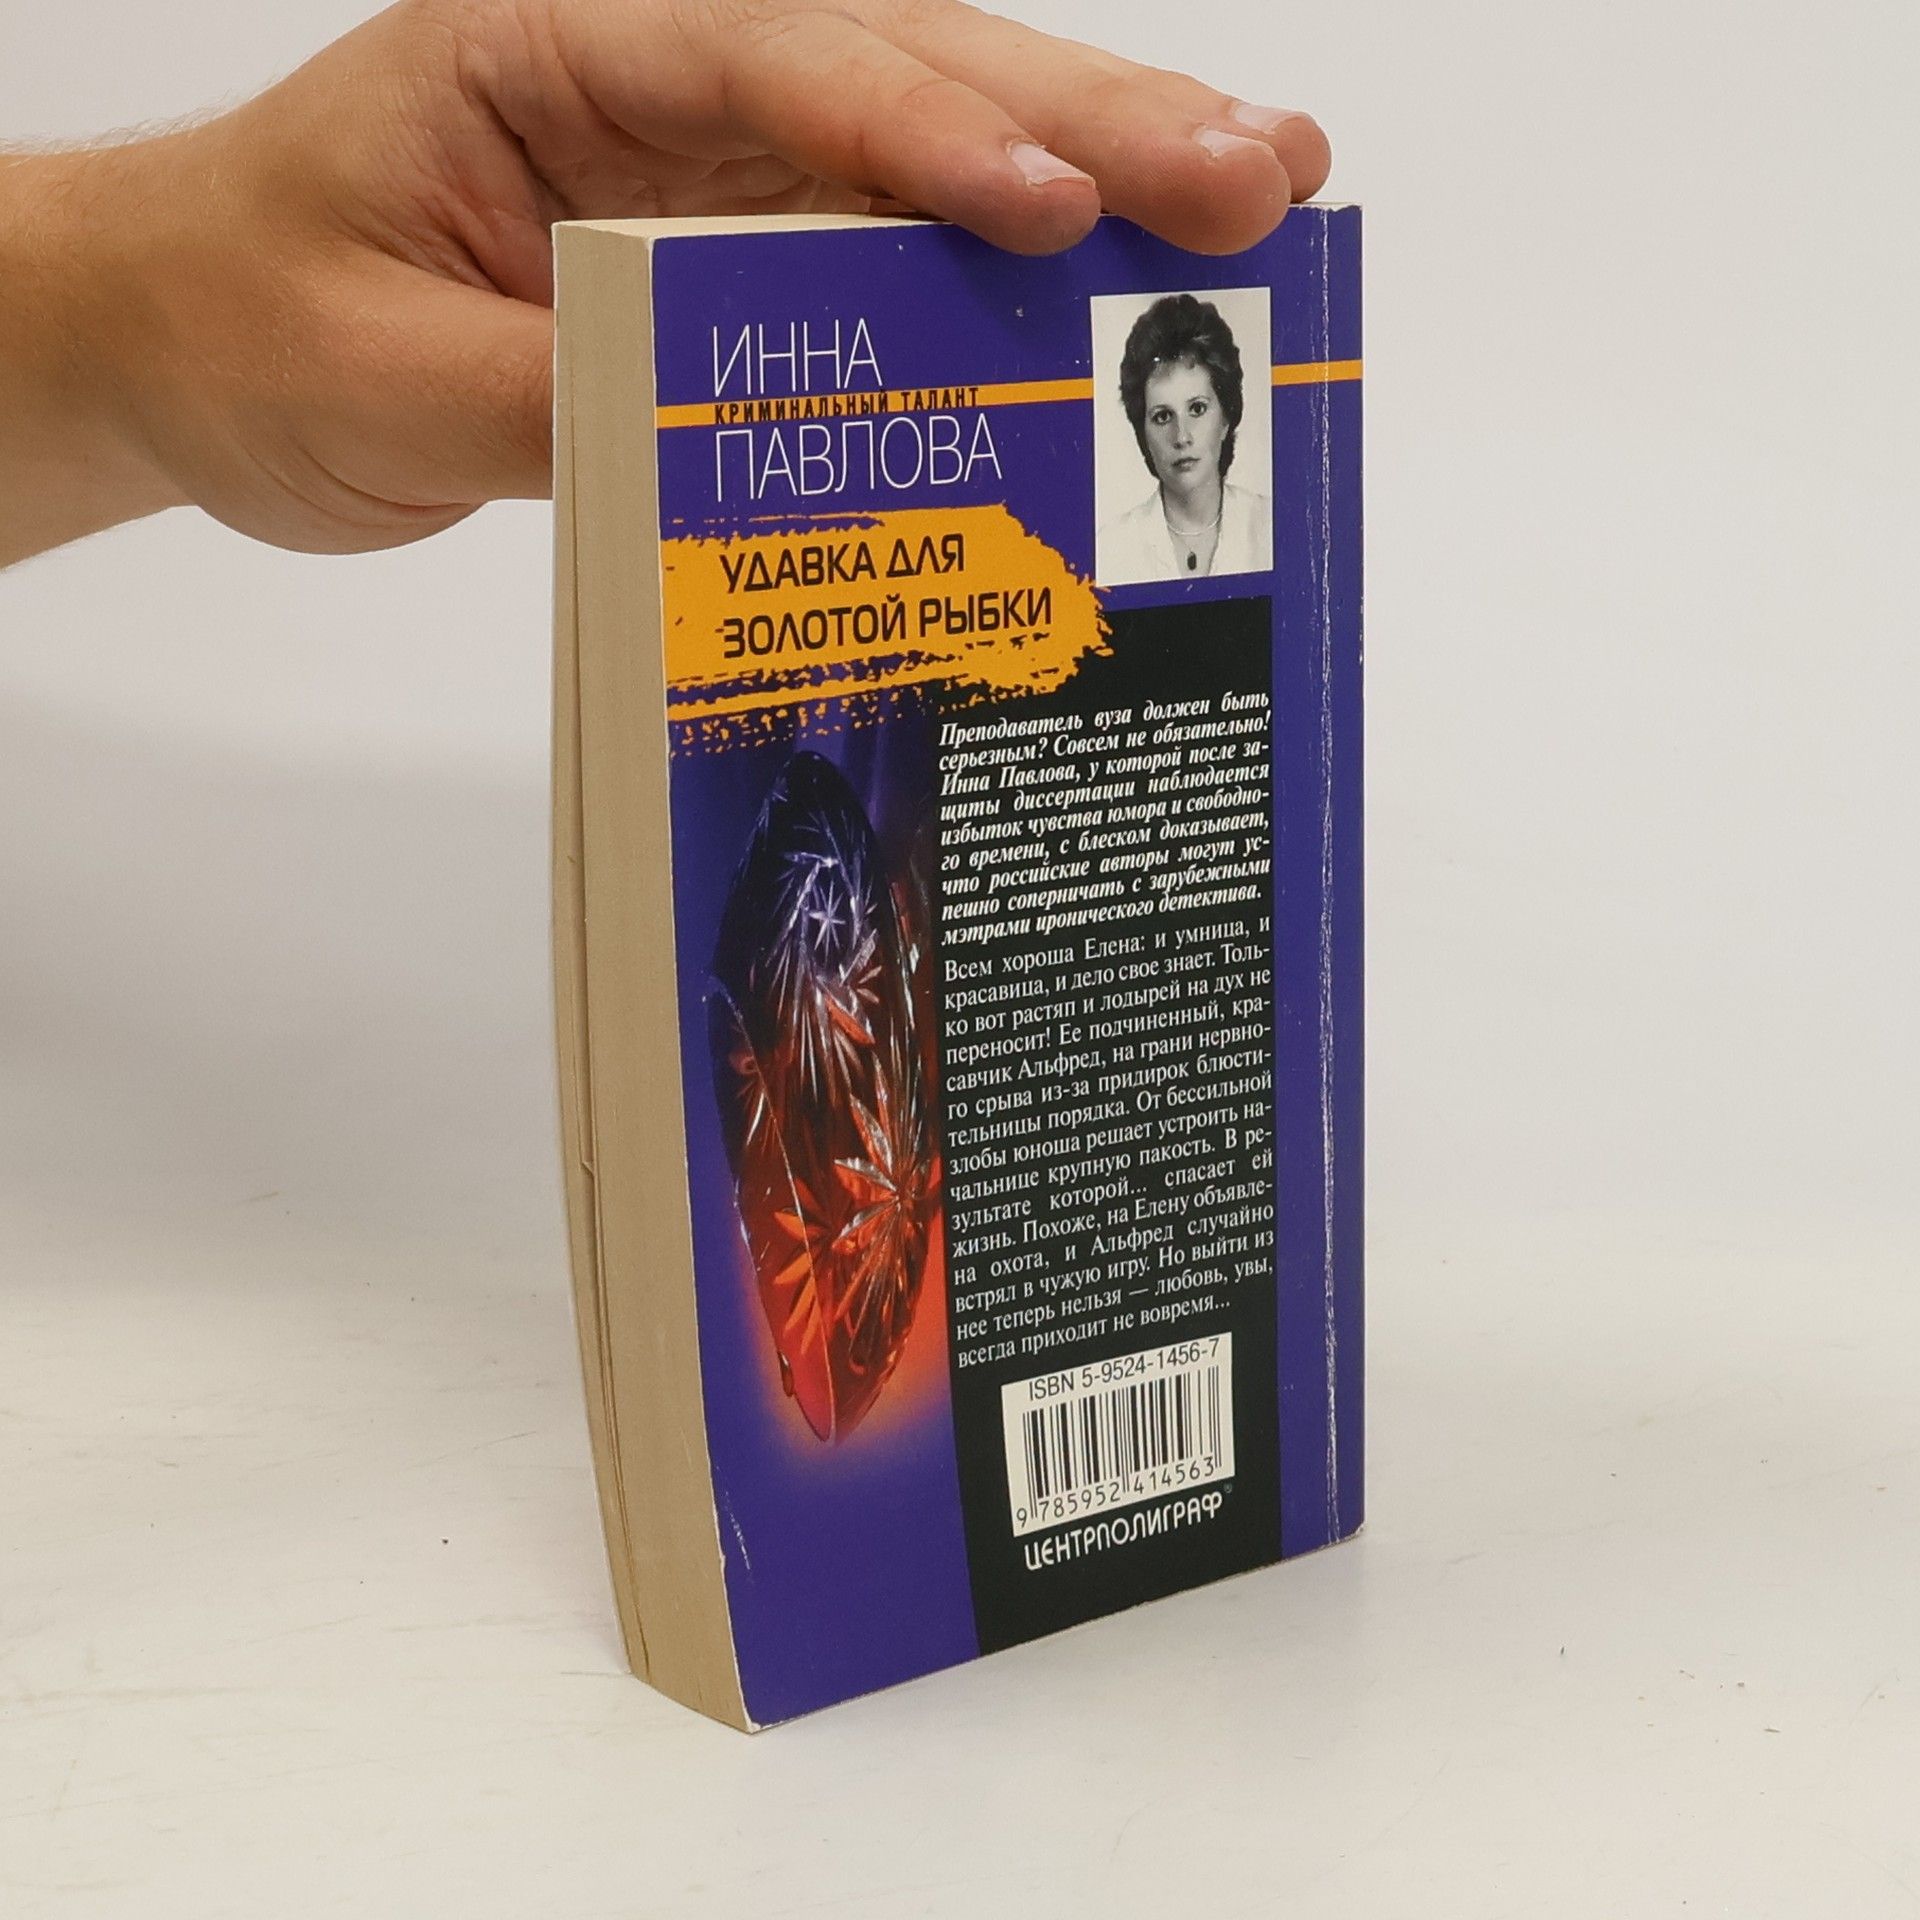 ИННА
КРИМИНАЛЬНЫЙ ТАЛАНТ
ПАВЛОВА
УДАВКА ДЛЯ
ЗОЛОТОЙ РЫБКИ
Преподаватель вуза должен быть
серьезным? Совсем не обязательно!
Инна Павлова, у которой после за-
щиты диссертации наблюдается
избыток чувства юмора и свободно-
го времени, с блеском доказывает,
что российские авторы могут ус-
пешно соперничать с зарубежными
мэтрами иронического детектива.
Всем хороша Елена: и умница, и
красавица, и дело свое знает. Толь-
ко вот растяп и лодырей на дух не
переносит! Ее подчиненный, кра-
савчик Альфред, на грани нервно-
го срыва из-за придирок блюсти-
тельницы порядка. От бессильной
злобы юноша решает устроить на-
чальнице крупную пакость. В ре-
зультате которой... спасает ей
жизнь. Похоже, на Елену объявле-
на охота, и Альфред случайно
встрял в чужую игру. Но выйти из
нее теперь нельзя — любовь, увы,
всегда приходит не вовремя...
ISBN 5-9524-1456-7
9 785952 414563
ЦЕНТРПОЛИГРАФ®